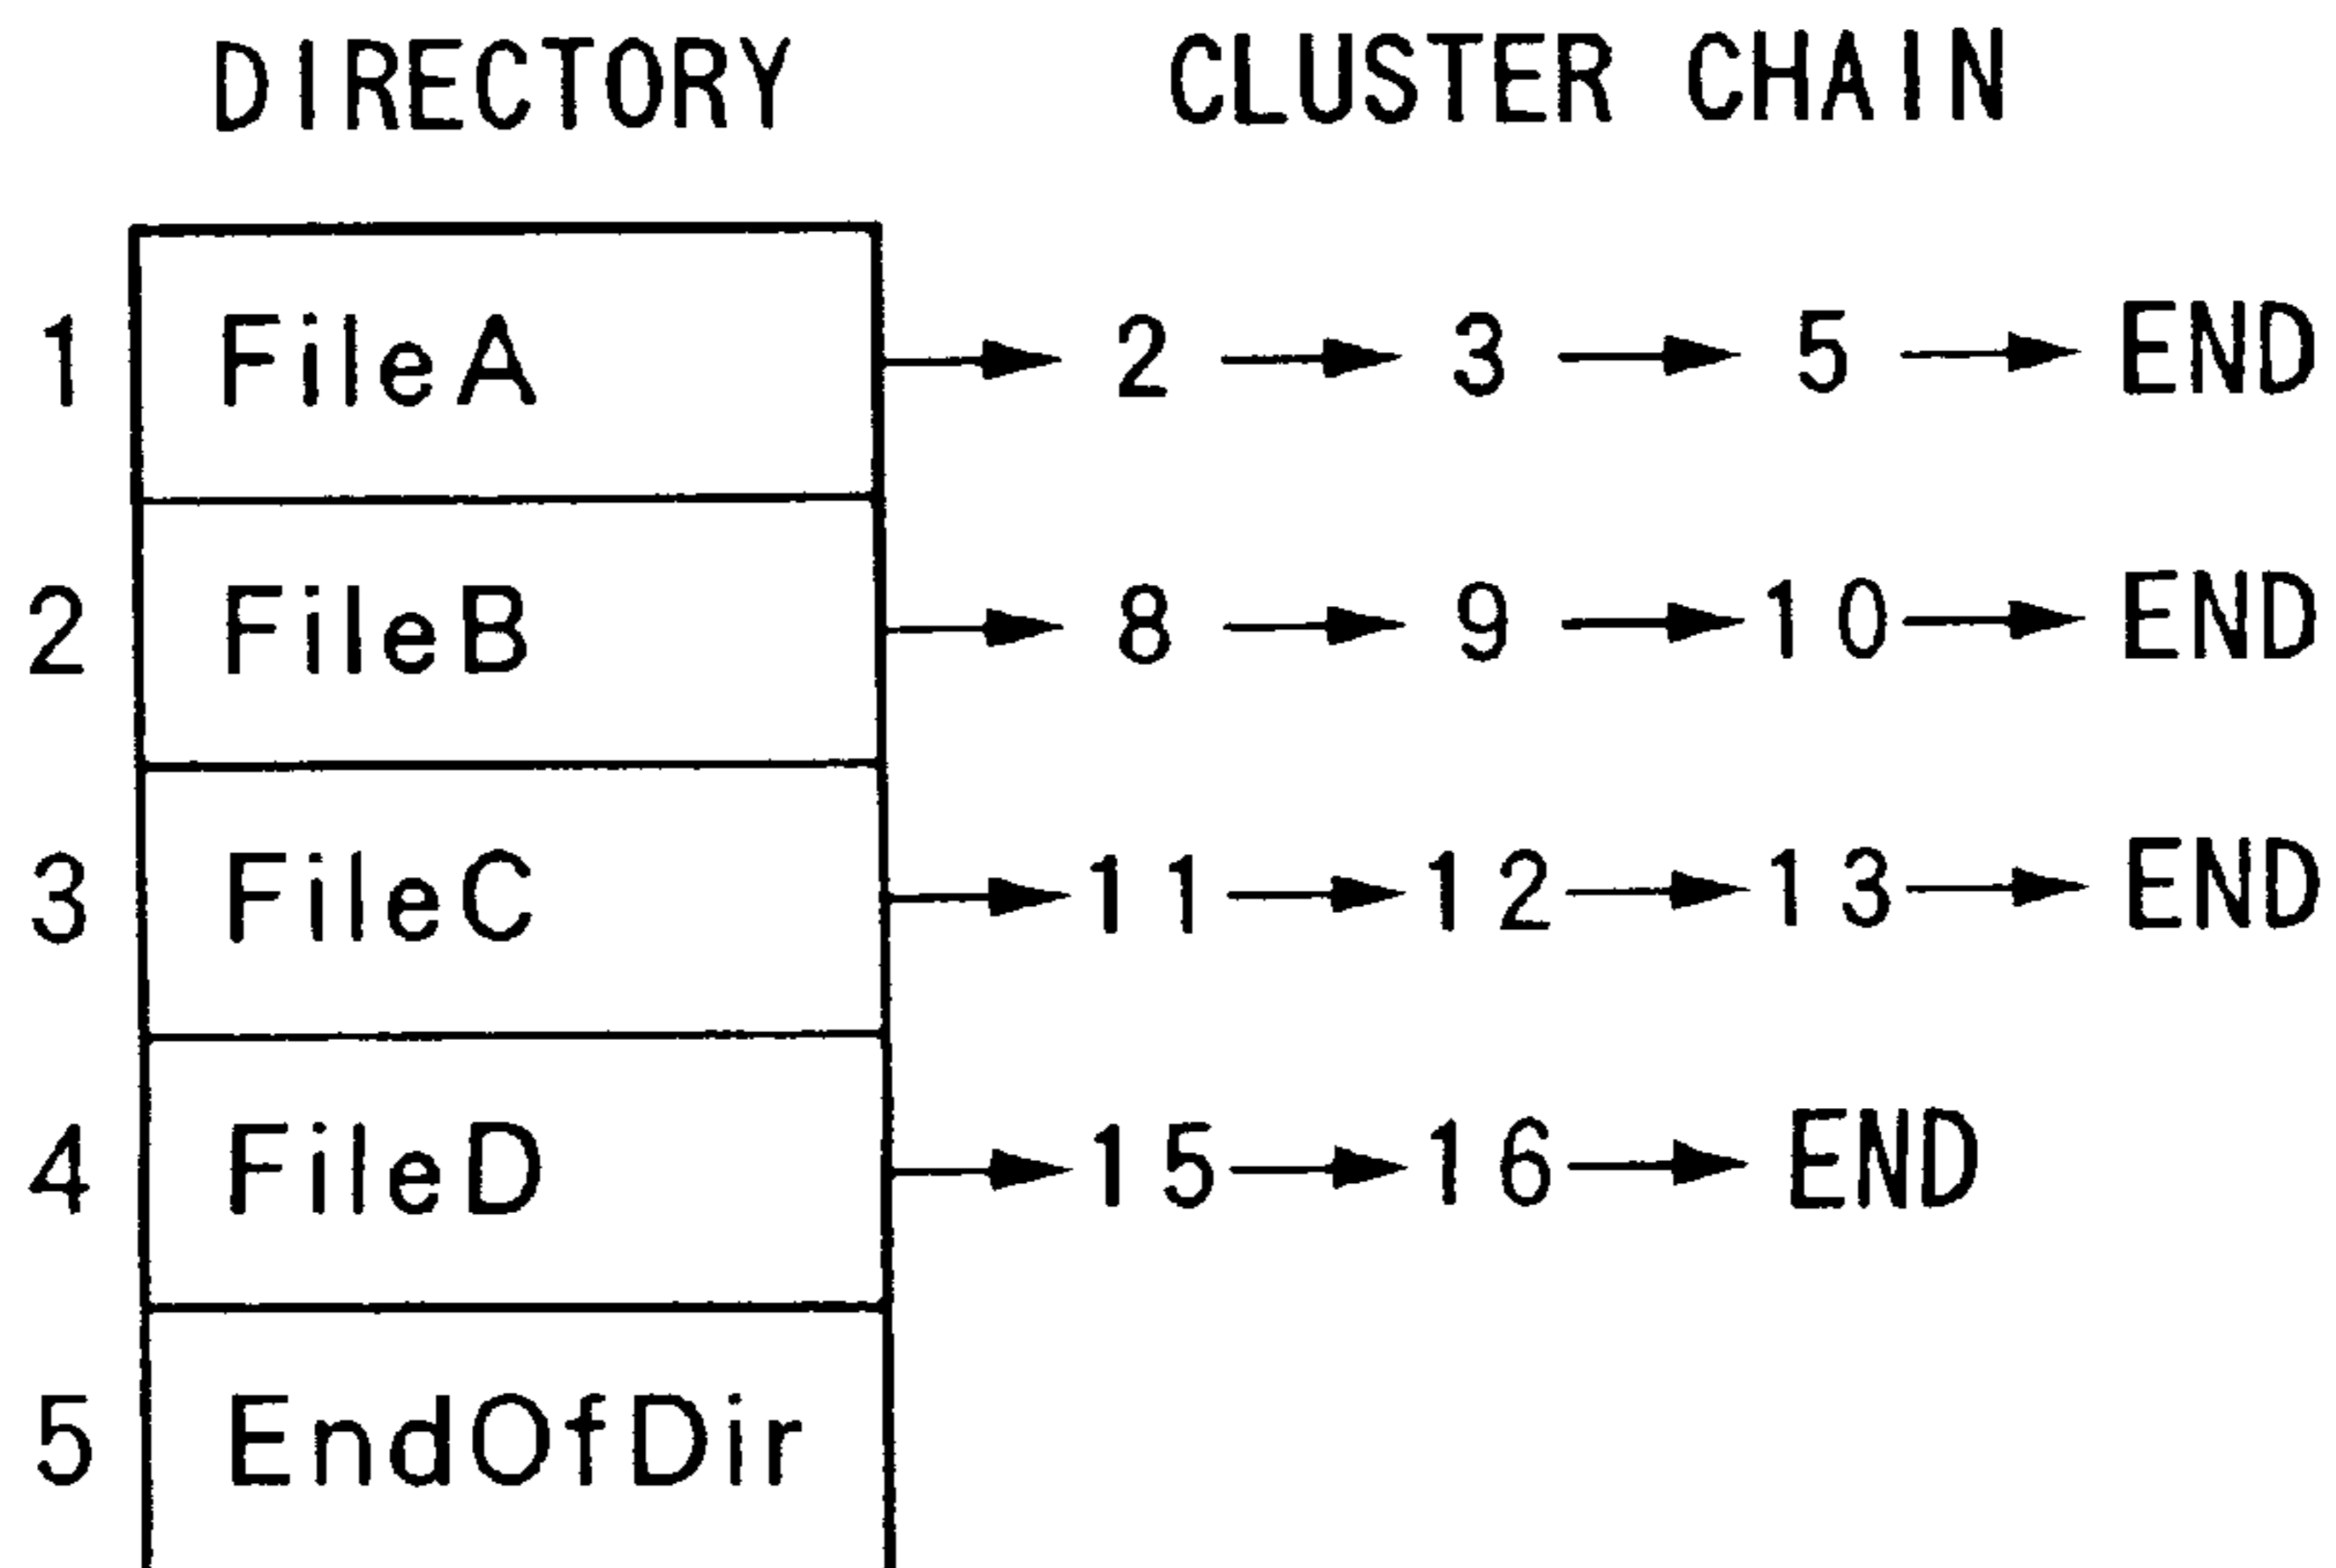 DIRECTORY CLUSTER CHAIN
1 FileA 2 3 5 END
2 FileB 8 9 10 END
3 FileC 11 12 13 END
4 FileD 15 16 END
5 EndOfDir